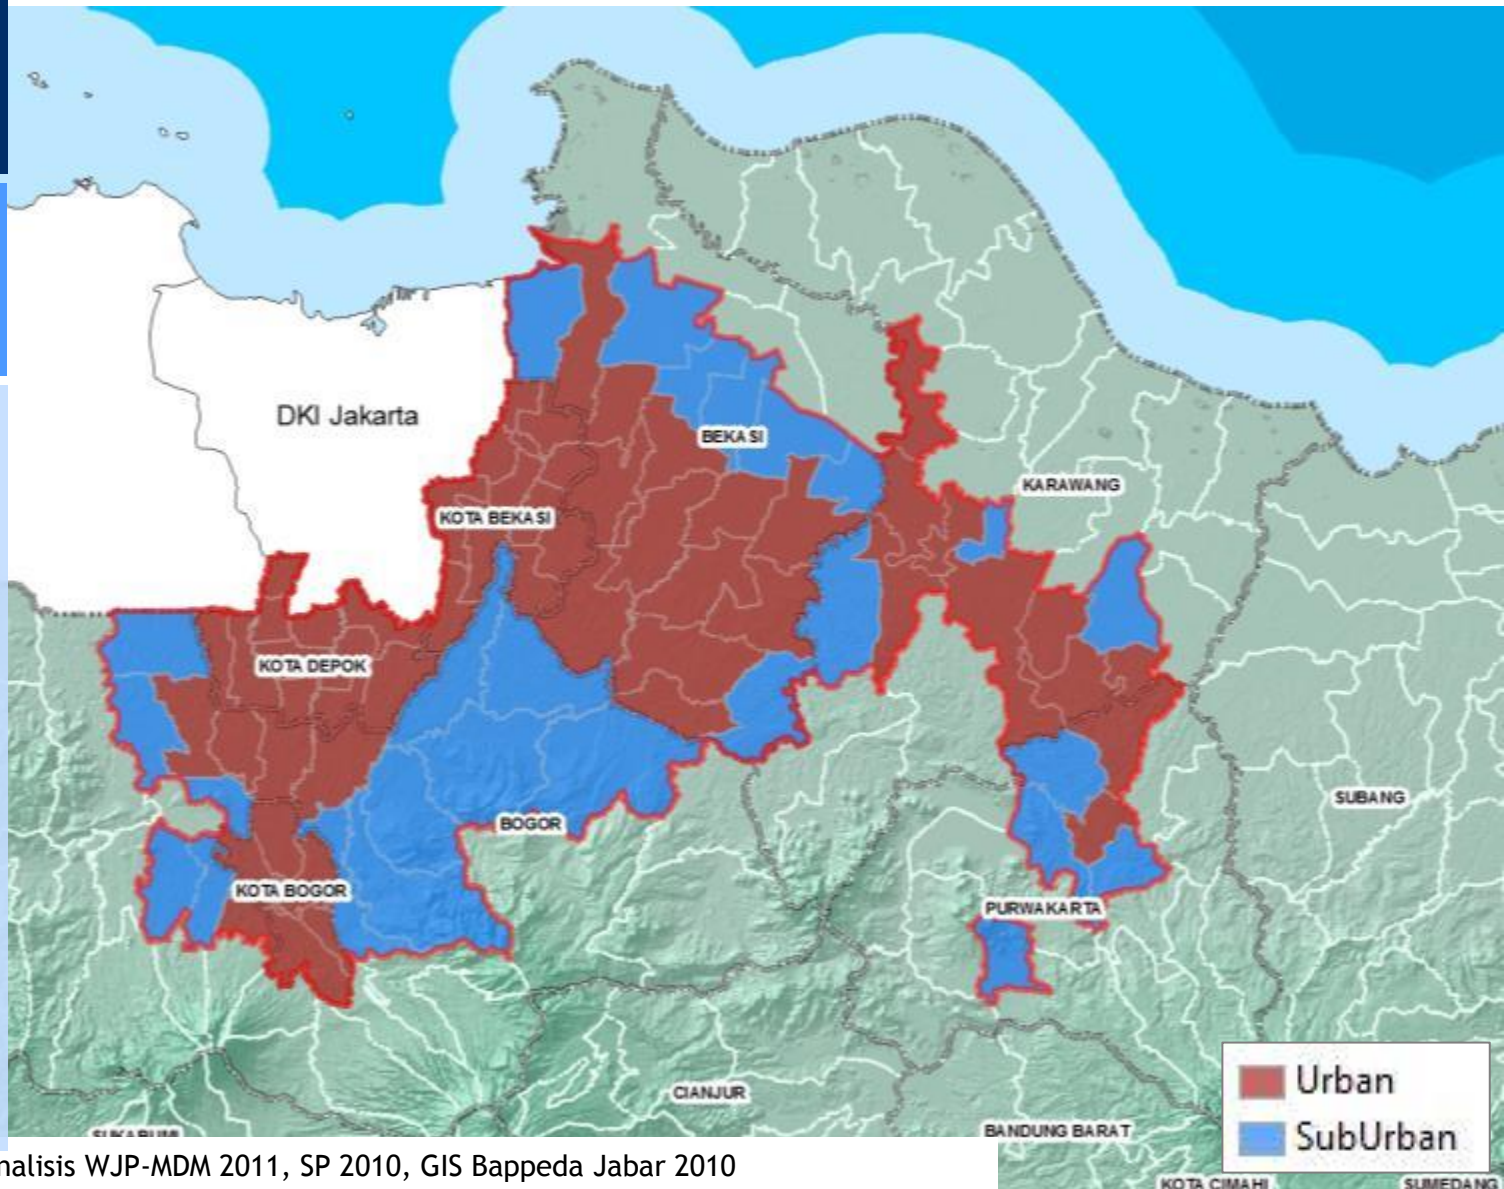 DKI Jakarta
BEKASI
KARAWANG
KOTA BEKASI
KOTA DEPOK
SUBANG
BOGOR
KOTA BOGOR
PURWAKARTA
CIANJUR
Urban
SubUrban
SUKABUMI
BANDUNG BARAT
nalisis WJP-MDM 2011, SP 2010, GIS Bappeda Jabar 2010
KOTA CIMAHI
SUMEDANG